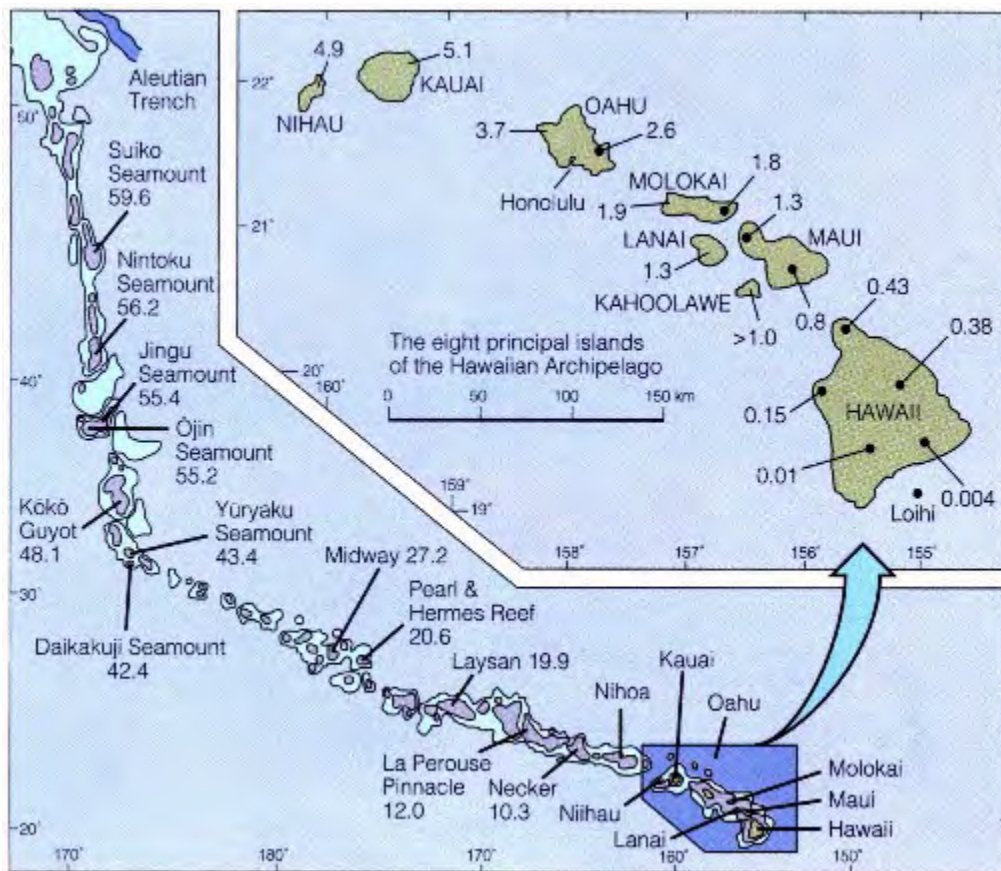 Aleutian
Trench
50°
Suiko
Seamount
59.6
Nintoku
Seamount
56.2
Jingu
Seamount
55.4
40°
Ōjin
Seamount
55.2
Kōkō
Guyot
48.1
Yūryaku
Seamount
43.4
30°
Daikakuji Seamount
42.4
Midway 27.2
Pearl &
Hermes Reef
20.6
Laysan 19.9
La Perouse
Pinnacle
12.0
Necker
10.3
Nihoa
Niihau
Kauai
Oahu
Molokai
Maui
Lanai
Hawaii
20°
170°
180°
170°
160°
150°
22°
21°
20°
160°
159°
19°
158°
157°
156°
155°
4.9
NIHAU
5.1
KAUAI
OAHU
3.7
2.6
Honolulu
MOLOKAI
1.8
1.9
LANAI
1.3
1.3
MAUI
KAHOOLAWE
>1.0
0.8
0.43
0.38
0.15
HAWAII
0.01
0.004
Loihi
The eight principal islands
of the Hawaiian Archipelago
0 50 100 150 km